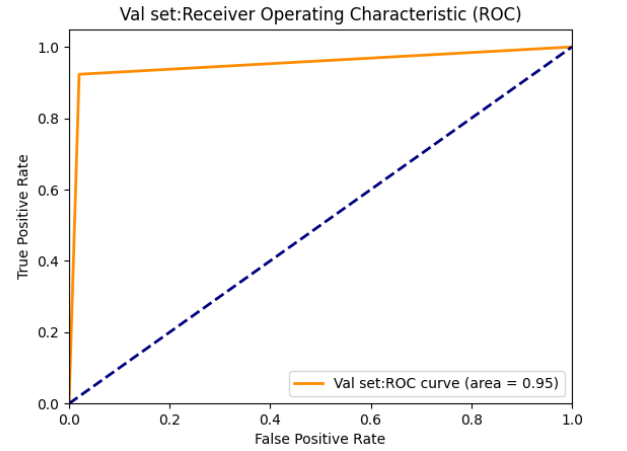 Val set:Receiver Operating Characteristic (ROC)
1.0
0.8
0.6
0.4
0.2
0.0
True Positive Rate
Val set:ROC curve (area = 0.95)
0.0 0.2 0.4 0.6 0.8 1.0
False Positive Rate